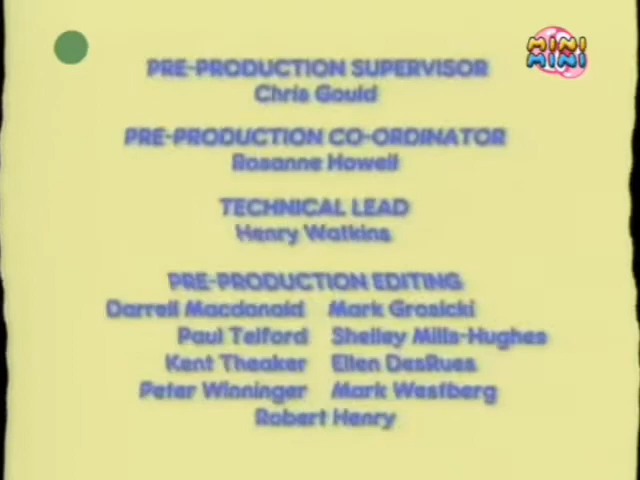 MINI
MINI
PRE-PRODUCTION SUPERVISOR
Chris Gould
PRE-PRODUCTION CO-ORDINATOR
Rosanne Howell
TECHNICAL LEAD
Henry Watkins
PRE-PRODUCTION EDITING
Darrell Macdonald Mark Grosicki
Paul Telford Shelley Mills-Hughes
Kent Theaker Ellen DesRues
Peter Winninger Mark Westberg
Robert Henry